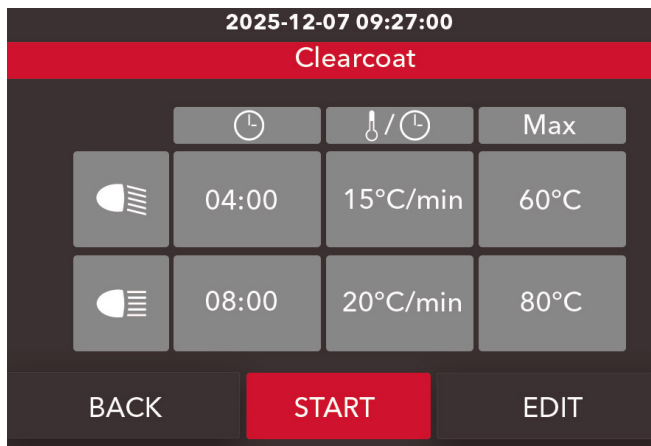 2025-12-07 09:27:00
Clearcoat
Max
04:00 15°C/min 60°C
08:00 20°C/min 80°C
BACK START EDIT